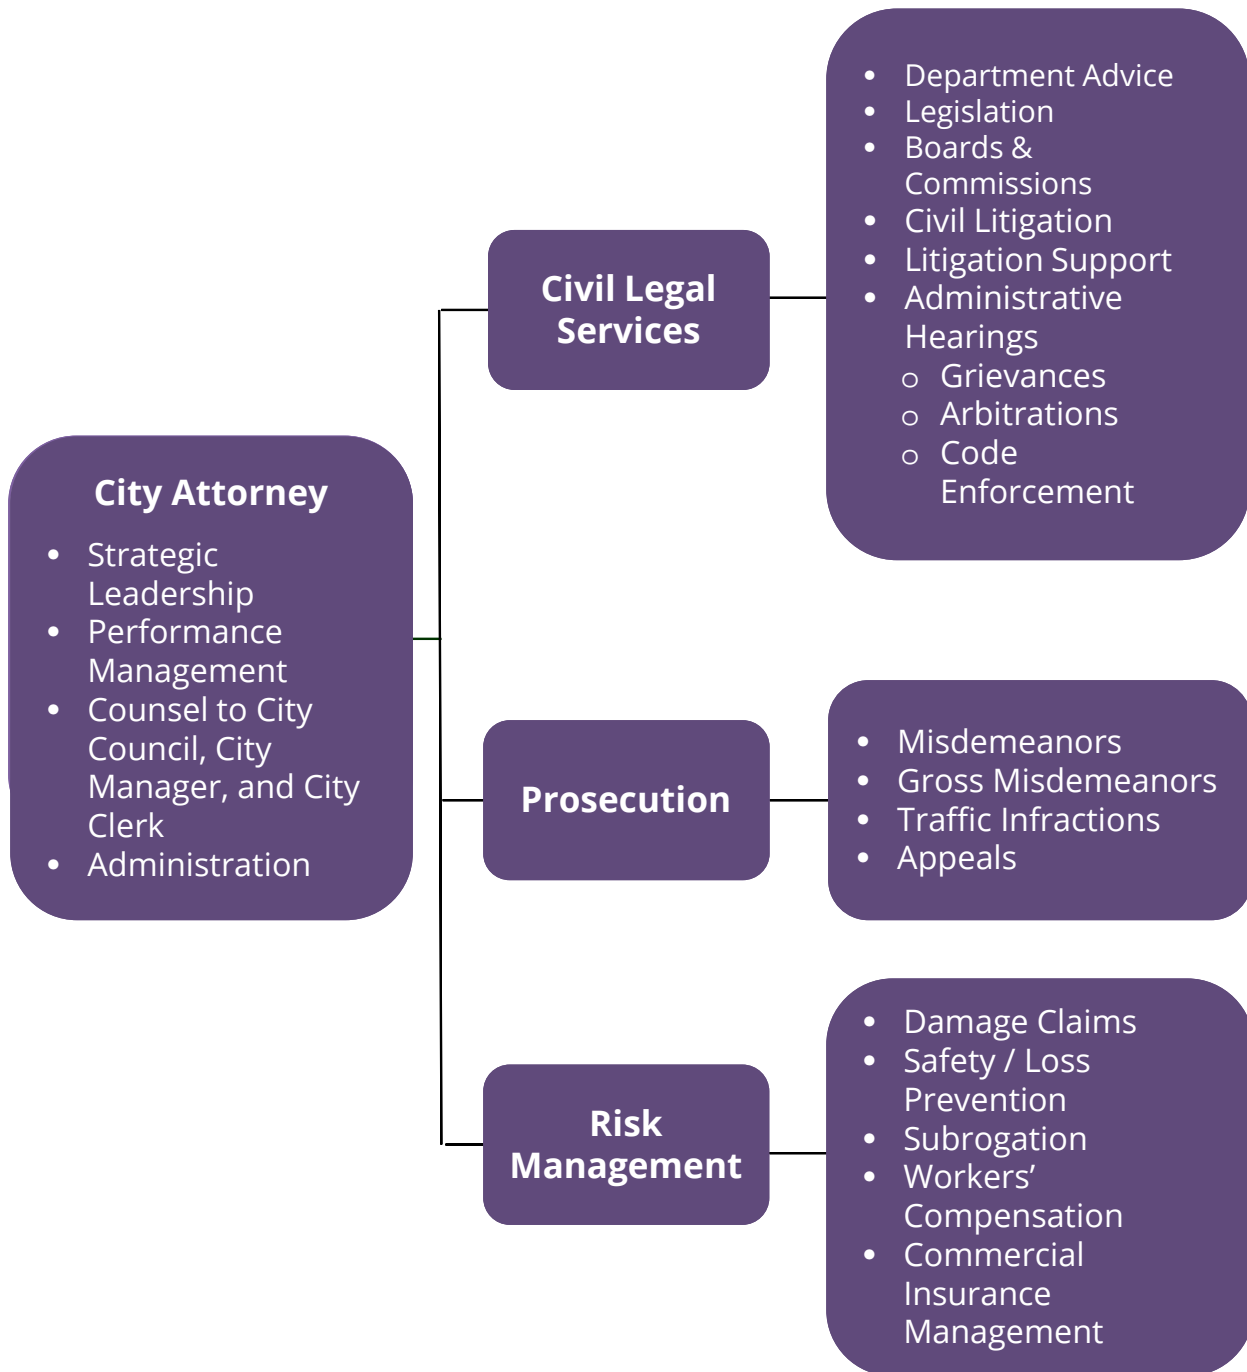 City Attorney
• Strategic
Leadership
• Performance
Management
• Counsel to City
Council, City
Manager, and City
Clerk
• Administration
Civil Legal
Services
• Department Advice
• Legislation
• Boards &
Commissions
• Civil Litigation
• Litigation Support
• Administrative
Hearings
o Grievances
o Arbitrations
o Code
Enforcement
Prosecution
• Misdemeanors
• Gross Misdemeanors
• Traffic Infractions
• Appeals
Risk
Management
• Damage Claims
• Safety / Loss
Prevention
• Subrogation
• Workers’
Compensation
• Commercial
Insurance
Management